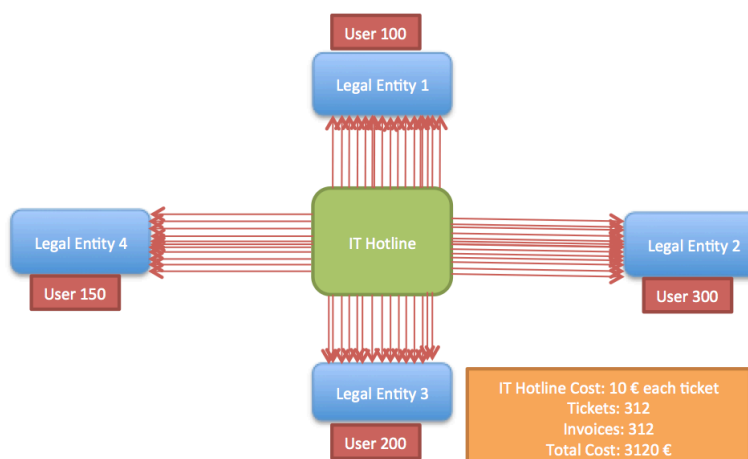 User 100
Legal Entity 1
Legal Entity 4
User 150
IT Hotline
Legal Entity 2
User 300
Legal Entity 3
User 200
IT Hotline Cost: 10 € each ticket
Tickets: 312
Invoices: 312
Total Cost: 3120 €